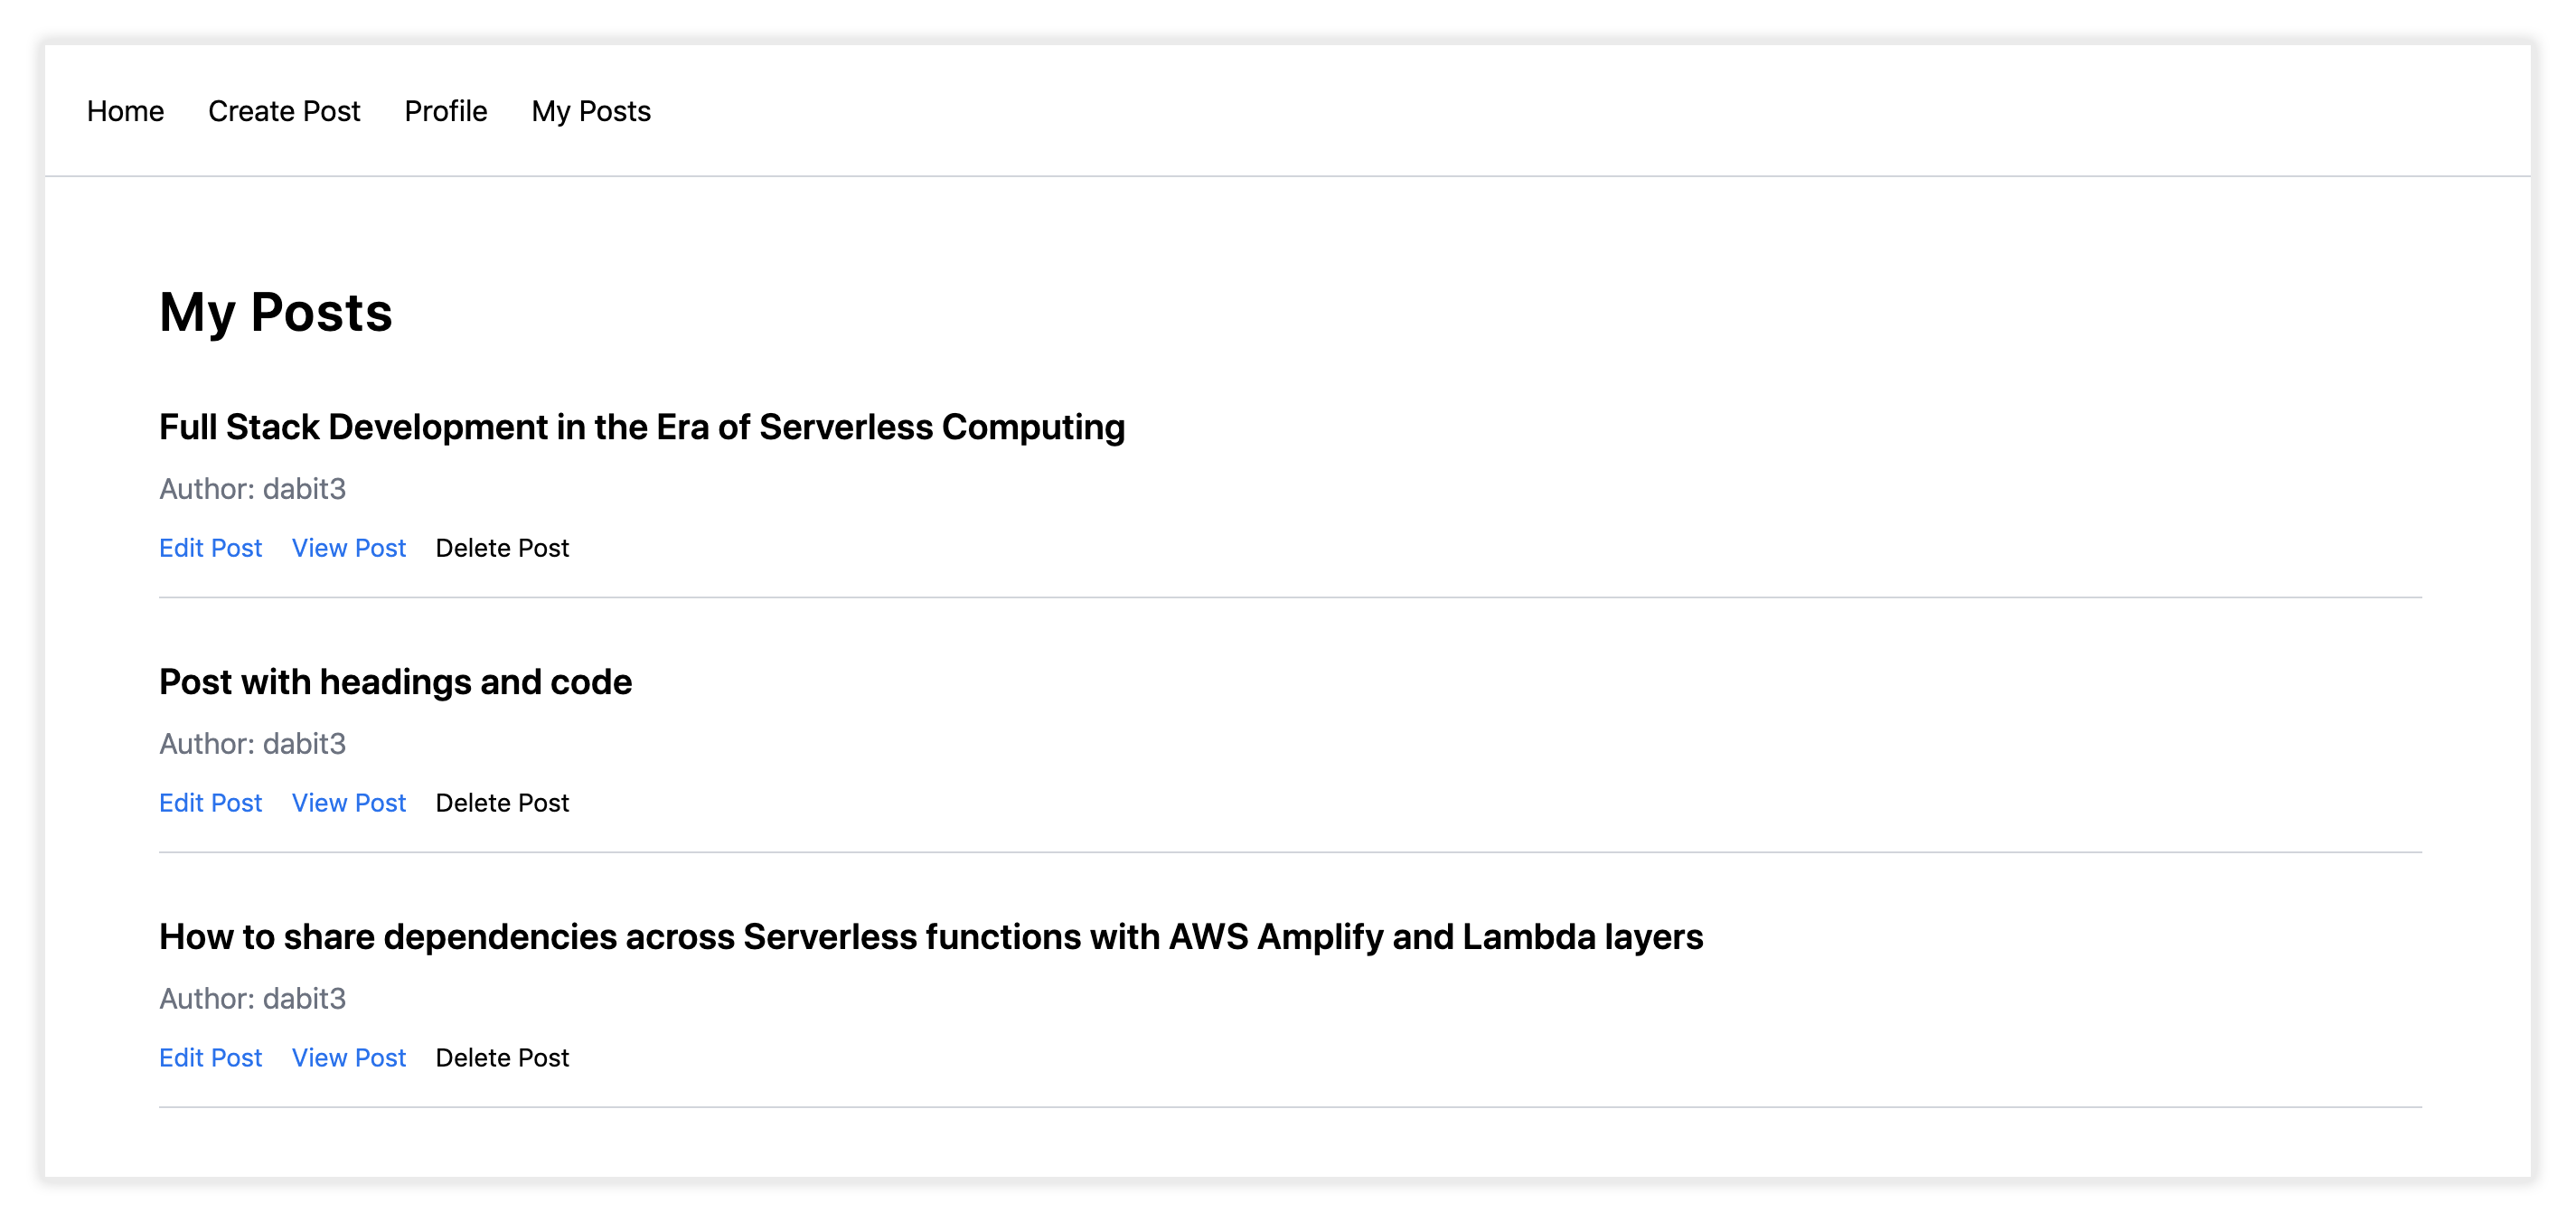 Home Create Post Profile My Posts
My Posts
Full Stack Development in the Era of Serverless Computing
Author: dabit3
Edit Post View Post Delete Post
Post with headings and code
Author: dabit3
Edit Post View Post Delete Post
How to share dependencies across Serverless functions with AWS Amplify and Lambda layers
Author: dabit3
Edit Post View Post Delete Post